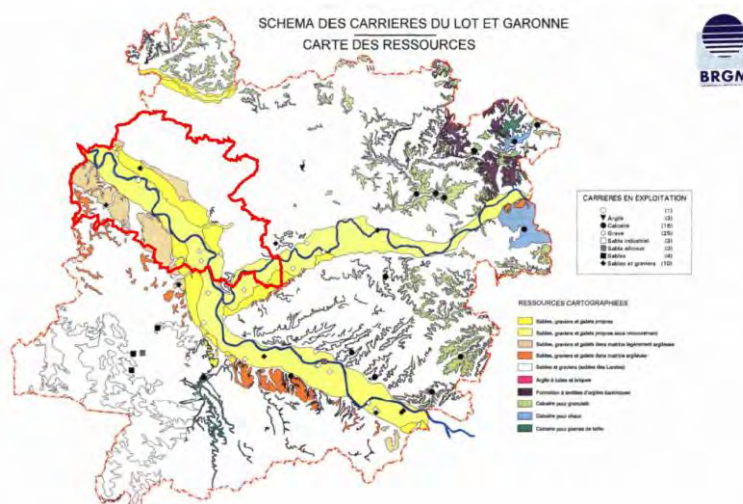 SCHEMA DES CARRIERES DU LOT ET GARONNE
CARTE DES RESSOURCES
BRGM
CARRIERES EN EXPLOITATION
(1)
Argile (3)
Calcaire (16)
Grave (25)
Sable industriel (3)
Sable siliceux (3)
Sables (4)
Sables et graviers (10)
RESSOURCES CARTOGRAPHIÉES
Sables, graviers et galets propres
Sables, graviers et galets propres sous recouvrement
Sables, graviers et galets dans matrice légèrement argileuse
Sables, graviers et galets dans matrice argileuse
Sables et graviers (sables des Landes)
Argile à tuiles et briques
Formation à lentilles d'argiles kaoliniques
Calcaire pour granulats
Calcaire pour chaux
Calcaire pour pierres de taille